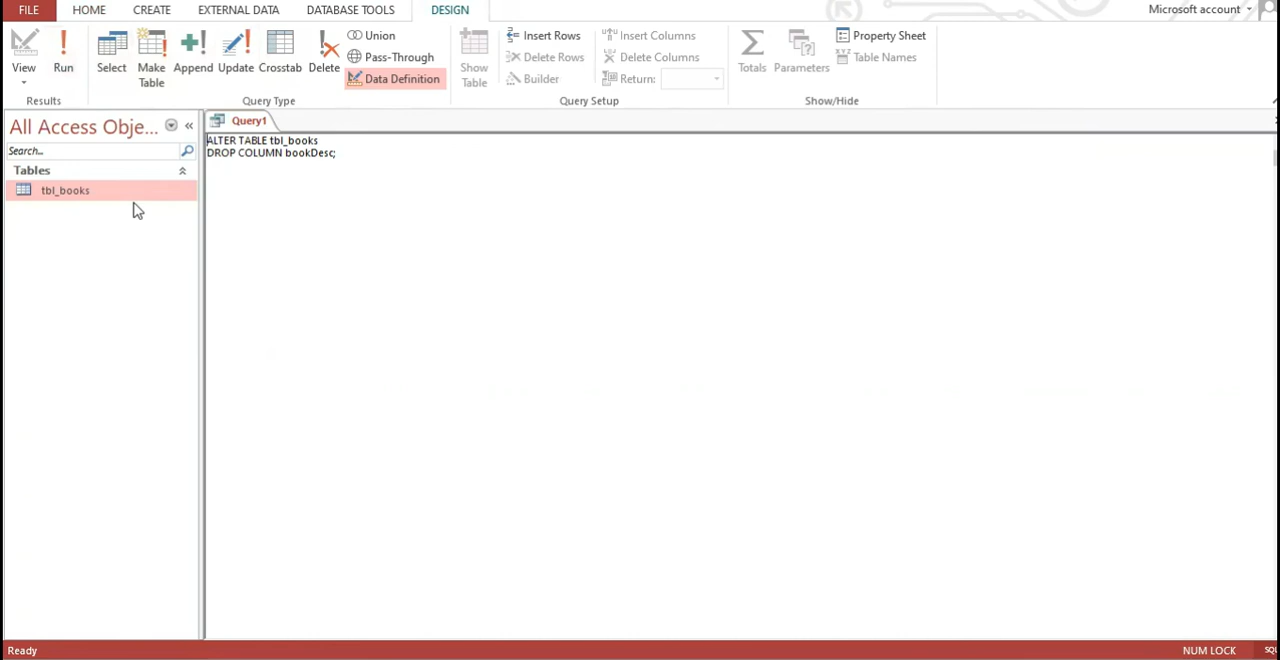 FILE HOME CREATE EXTERNAL DATA DATABASE TOOLS DESIGN Microsoft account
View Run Select Make Table Append Update Crosstab Delete Union Pass-Through Data Definition Show Table Insert Rows Delete Rows Builder Insert Columns Delete Columns Return: Totals Parameters Property Sheet Table Names
Results Query Type Query Setup Show/Hide
All Access Obje... «
Search...
Tables
tbl_books
Query1
ALTER TABLE tbl_books
DROP COLUMN bookDesc;
Ready NUM LOCK